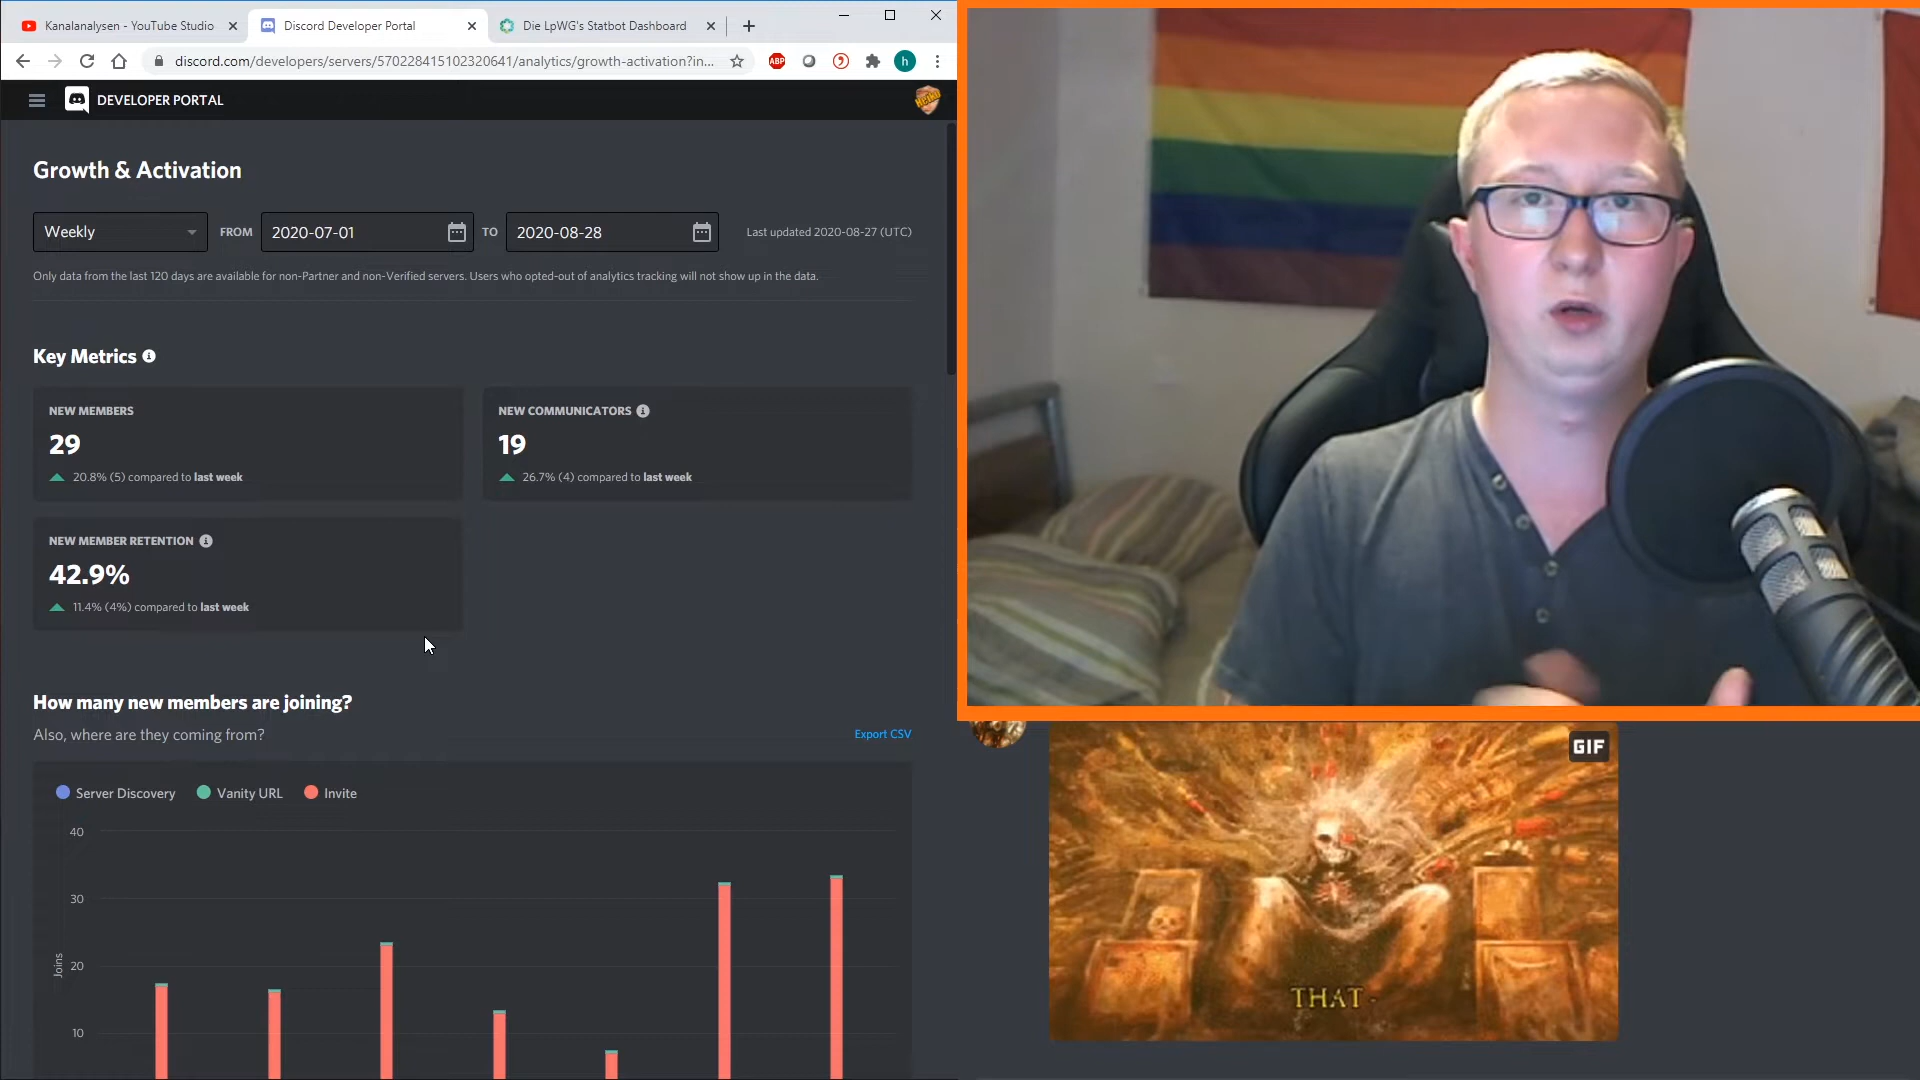 Kanalanalysen - YouTube Studio
Discord Developer Portal
Die LpWG's Statbot Dashboard
discord.com/developers/servers/570228415102320641/analytics/growth-activation?in...
ABP
h
DEVELOPER PORTAL
Growth & Activation
Weekly
FROM
2020-07-01
TO
2020-08-28
Last updated 2020-08-27 (UTC)
Only data from the last 120 days are available for non-Partner and non-Verified servers. Users who opted-out of analytics tracking will not show up in the data.
Key Metrics
NEW MEMBERS
29
20.8% (5) compared to last week
NEW COMMUNICATORS
19
26.7% (4) compared to last week
NEW MEMBER RETENTION
42.9%
11.4% (4%) compared to last week
How many new members are joining?
Also, where are they coming from?
Export CSV
Server Discovery
Vanity URL
Invite
40
30
20
10
Joins
GIF
THAT -